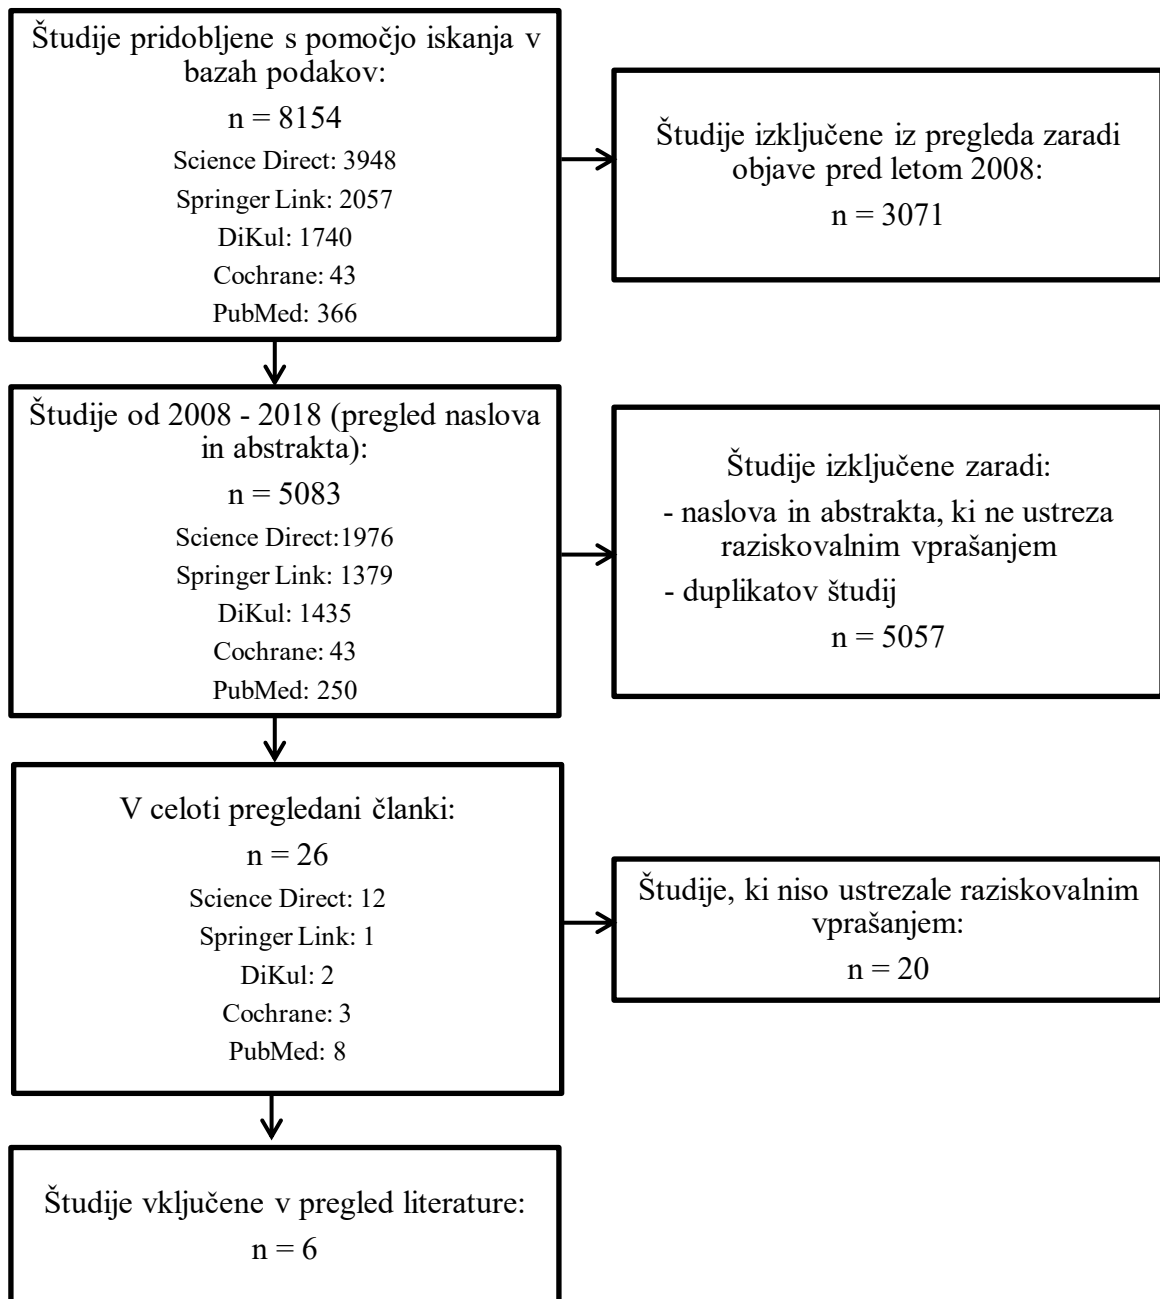 Študije pridobljene s pomočjo iskanja v
bazah podakov:
n = 8154
Science Direct: 3948
Springer Link: 2057
DiKul: 1740
Cochrane: 43
PubMed: 366
Študije izključene iz pregleda zaradi
objave pred letom 2008:
n = 3071
Študije od 2008 - 2018 (pregled naslova
in abstrakta):
n = 5083
Science Direct:1976
Springer Link: 1379
DiKul: 1435
Cochrane: 43
PubMed: 250
Študije izključene zaradi:
- naslova in abstrakta, ki ne ustreza
raziskovalnim vprašanjem
- duplikatov študij
n = 5057
V celoti pregledani članki:
n = 26
Science Direct: 12
Springer Link: 1
DiKul: 2
Cochrane: 3
PubMed: 8
Študije, ki niso ustrezale raziskovalnim
vprašanjem:
n = 20
Študije vključene v pregled literature:
n = 6